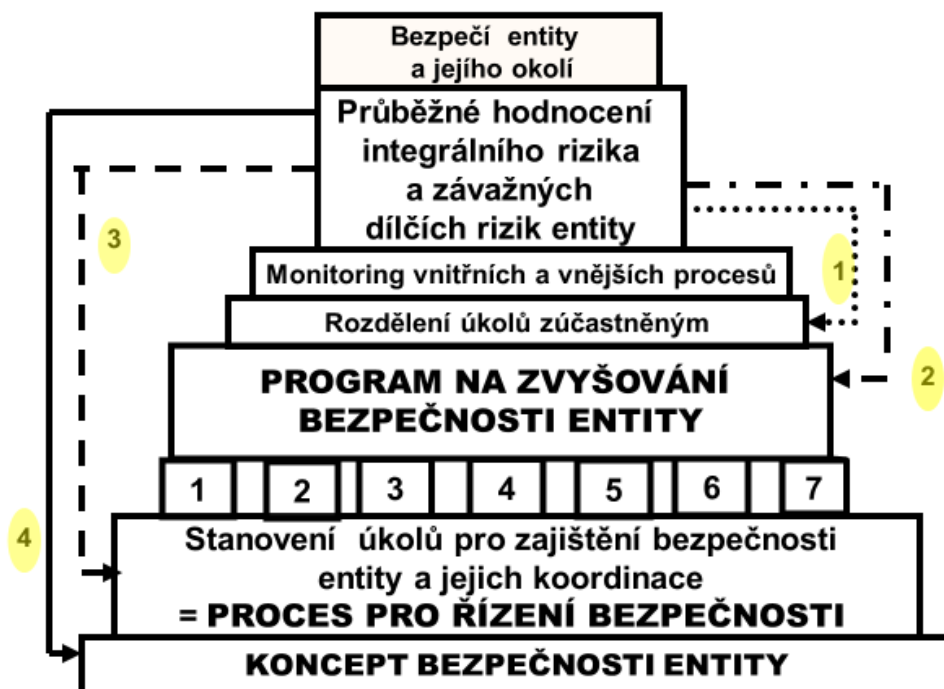 Bezpečí entity
a jejího okolí
Průběžné hodnocení
integrálního rizika
a závažných
dílčích rizik entity
3
1
Monitoring vnitřních a vnějších procesů
Rozdělení úkolů zúčastněným
PROGRAM NA ZVYŠOVÁNÍ
BEZPEČNOSTI ENTITY
2
1 2 3 4 5 6 7
4
Stanovení úkolů pro zajištění bezpečnosti
entity a jejich koordinace
= PROCES PRO ŘÍZENÍ BEZPEČNOSTI
KONCEPT BEZPEČNOSTI ENTITY